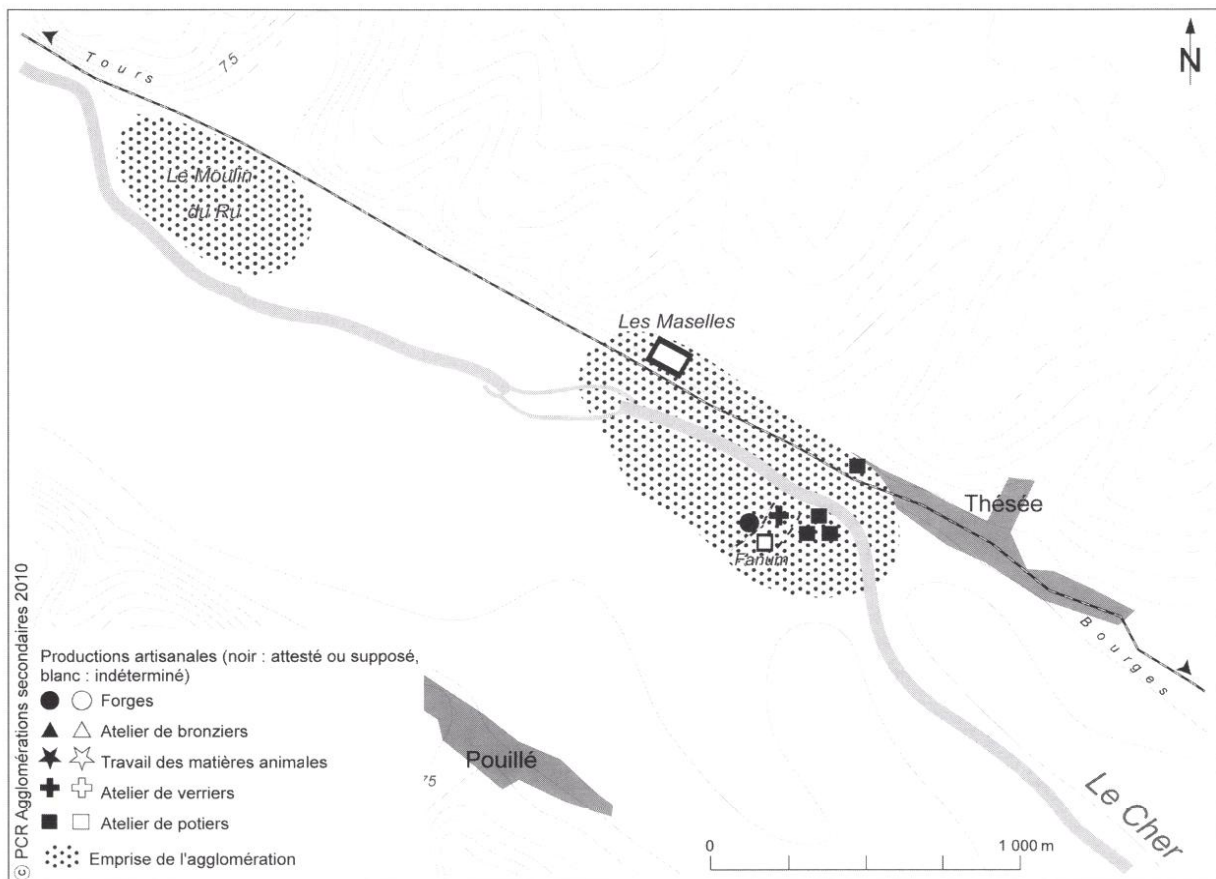 N
Tours
75
Le Moulin
du Ru
Les Maselles
Thésée
Fanum
Bourges
Pouillé
75
Le Cher
Productions artisanales (noir : attesté ou supposé,
blanc : indéterminé)
Forges
Atelier de bronziers
Travail des matières animales
Atelier de verriers
Atelier de potiers
Emprise de l'agglomération
0 1 000 m
© PCR Agglomérations secondaires 2010